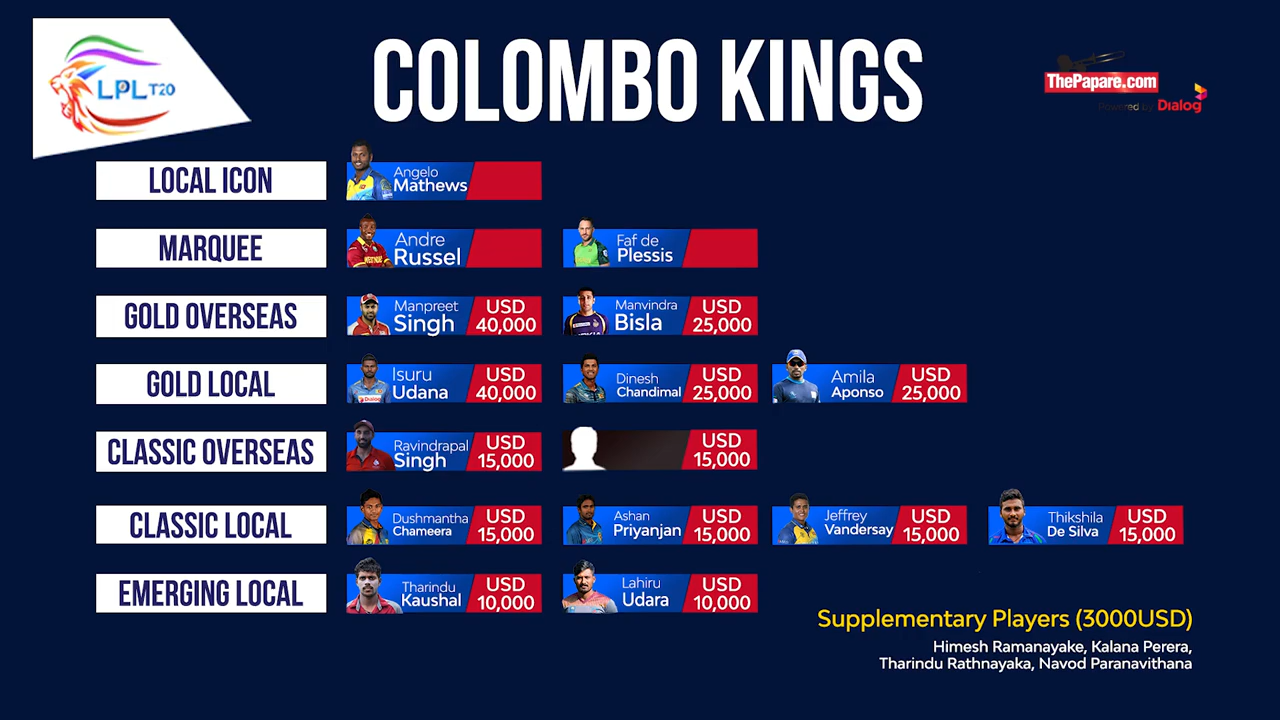 LPL T20
COLOMBO KINGS
ThePapare.com
Powered by Dialog
LOCAL ICON
Angelo
Mathews
MARQUEE
Andre
Russel
Faf de
Plessis
GOLD OVERSEAS
Manpreet
Singh
USD
40,000
Manvindra
Bisla
USD
25,000
GOLD LOCAL
Isuru
Udana
USD
40,000
Dinesh
Chandimal
USD
25,000
Amila
Aponso
USD
25,000
CLASSIC OVERSEAS
Ravindrapal
Singh
USD
15,000
USD
15,000
CLASSIC LOCAL
Dushmantha
Chameera
USD
15,000
Ashan
Priyanjan
USD
15,000
Jeffrey
Vandersay
USD
15,000
Thikshila
De Silva
USD
15,000
EMERGING LOCAL
Tharindu
Kaushal
USD
10,000
Lahiru
Udara
USD
10,000
Supplementary Players (3000USD)
Himesh Ramanayake, Kalana Perera,
Tharindu Rathnayaka, Navod Paranavithana